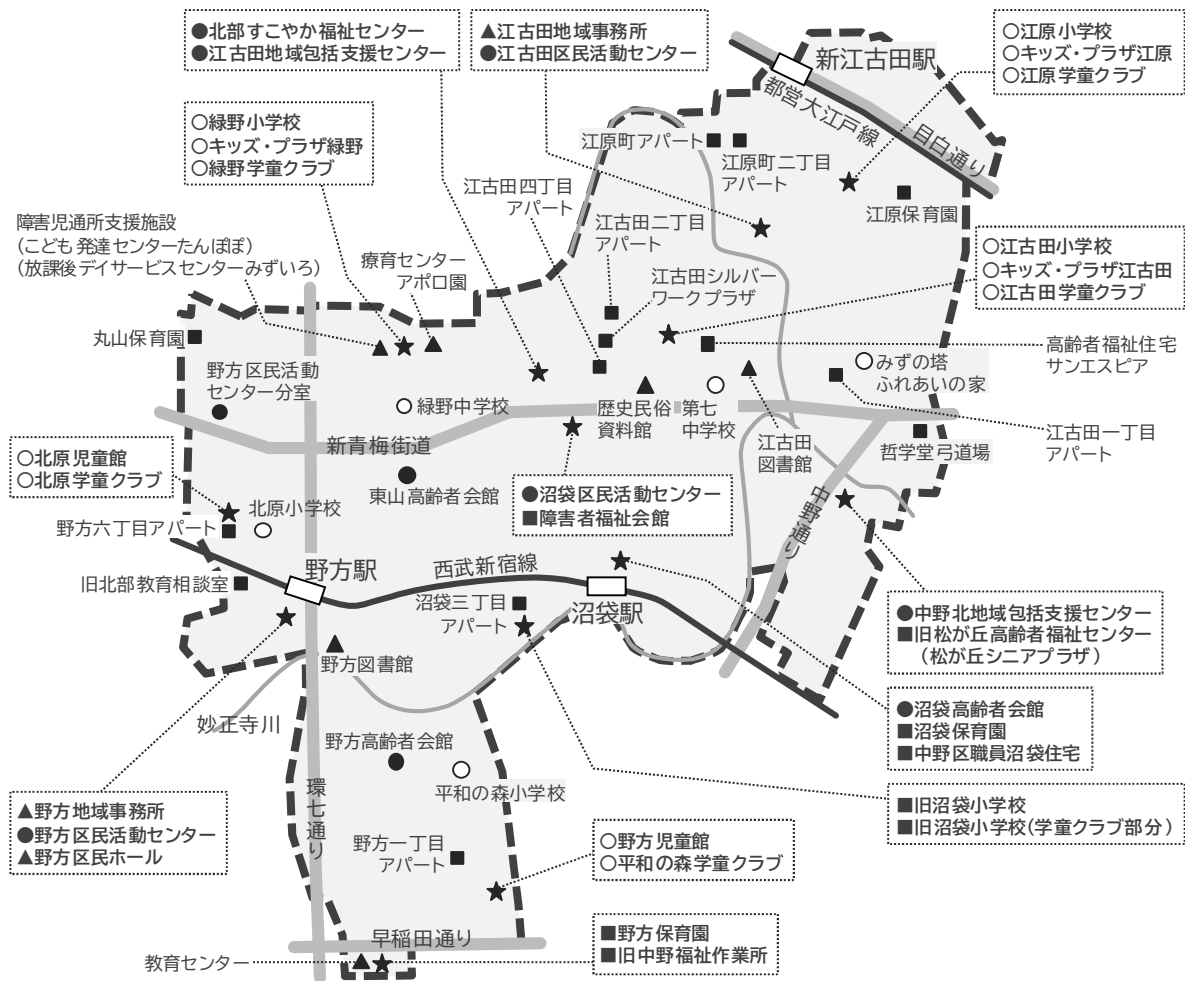 ●北部すこやか福祉センター
●江古田地域包括支援センター
▲江古田地域事務所
●江古田区民活動センター
○江原小学校
○キッズ・プラザ江原
○江原学童クラブ
新江古田駅
都営大江戸線
目白通り
○緑野小学校
○キッズ・プラザ緑野
○緑野学童クラブ
江原町アパート
江原町二丁目
アパート
江原保育園
江古田四丁目
アパート
江古田二丁目
アパート
障害児通所支援施設
(こども発達センターたんぽぽ)
(放課後デイサービスセンターみずいろ)
療育センター
アポロ園
江古田シルバー
ワークプラザ
○江古田小学校
○キッズ・プラザ江古田
○江古田学童クラブ
丸山保育園
高齢者福祉住宅
サンエスピア
野方区民活動
センター分室
みずの塔
ふれあいの家
緑野中学校
歴史民俗
資料館
第七
中学校
江古田
図書館
江古田一丁目
アパート
新青梅街道
哲学堂弓道場
○北原児童館
○北原学童クラブ
東山高齢者会館
●沼袋区民活動センター
■障害者福祉会館
中野通り
北原小学校
野方六丁目アパート
旧北部教育相談室
野方駅
西武新宿線
沼袋駅
沼袋三丁目
アパート
●中野北地域包括支援センター
■旧松が丘高齢者福祉センター
(松が丘シニアプラザ)
野方図書館
妙正寺川
●沼袋高齢者会館
■沼袋保育園
■中野区職員沼袋住宅
野方高齢者会館
平和の森小学校
環七通り
■旧沼袋小学校
■旧沼袋小学校(学童クラブ部分)
▲野方地域事務所
●野方区民活動センター
▲野方区民ホール
野方一丁目
アパート
○野方児童館
○平和の森学童クラブ
早稲田通り
■野方保育園
■旧中野福祉作業所
教育センター